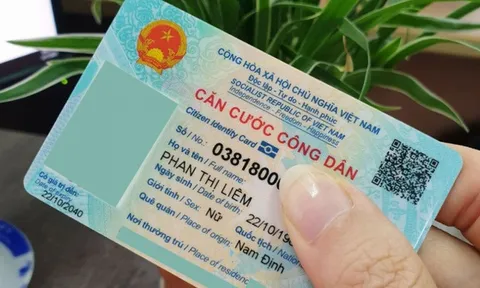 CỘNG HÒA XÃ HỘI CHỦ NGHĨA VIỆT NAM
Độc lập - Tự do - Hạnh phúc
SOCIALIST REPUBLIC OF VIET NAM
Independence - Freedom - Happiness
CĂN CƯỚC CÔNG DÂN
Citizen Identity Card
Số / No.: 03818000
Họ và tên / Full name:
PHAN THỊ LIÊM
Ngày sinh / Date of birth: 22/10/19
Giới tính / Sex: Nữ Quốc tịch / Nation
Quê quán / Place of origin:
Nam Định
Nơi thường trú / Place of residenc
Có giá trị đến:
22/10/2040